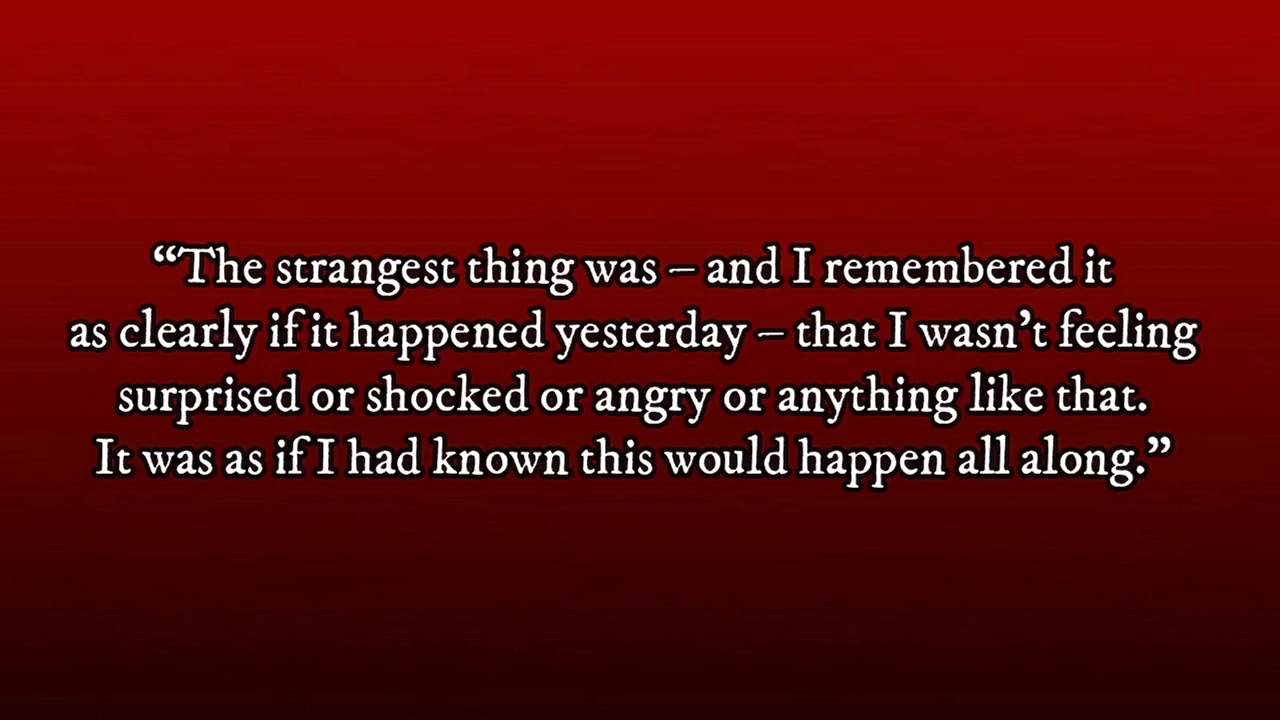 “The strangest thing was – and I remembered it
as clearly if it happened yesterday – that I wasn’t feeling
surprised or shocked or angry or anything like that.
It was as if I had known this would happen all along.”